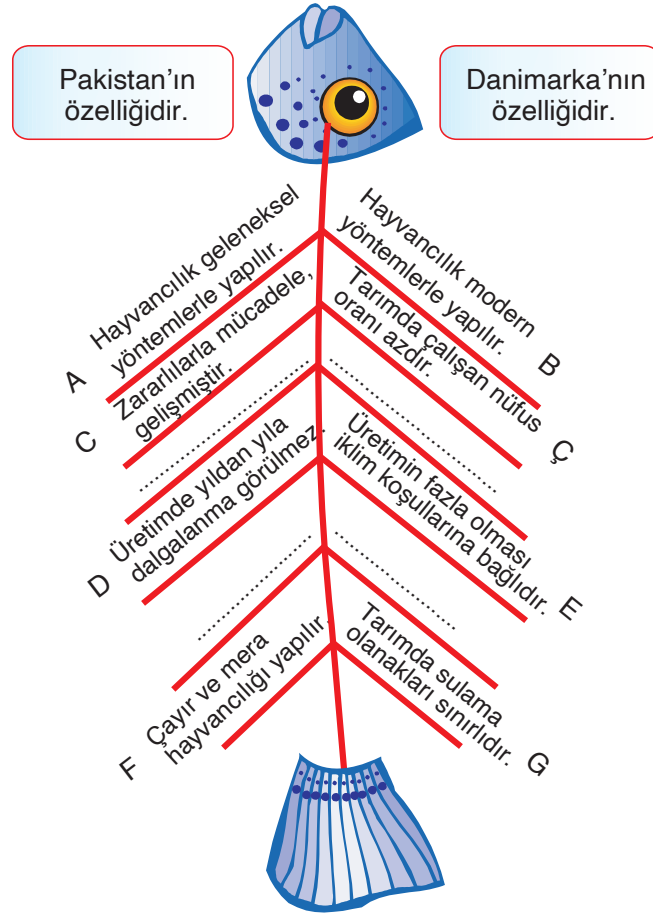 Pakistan’ın
özelliğidir.
Danimarka’nın
özelliğidir.
A
Hayvancılık geleneksel
yöntemlerle yapılır.
Hayvancılık modern
yöntemlerle yapılır.
B
C
Zararlılarla mücadele,
gelişmiştir.
Tarımda çalışan nüfus
oranı azdır.
Ç
..............................
..............................
D
Üretimde yıldan yıla
dalgalanma görülmez.
Üretimin fazla olması
iklim koşullarına bağlıdır.
E
........................
........................
F
Çayır ve mera
hayvancılığı yapılır.
Tarımda sulama
olanakları sınırlıdır.
G